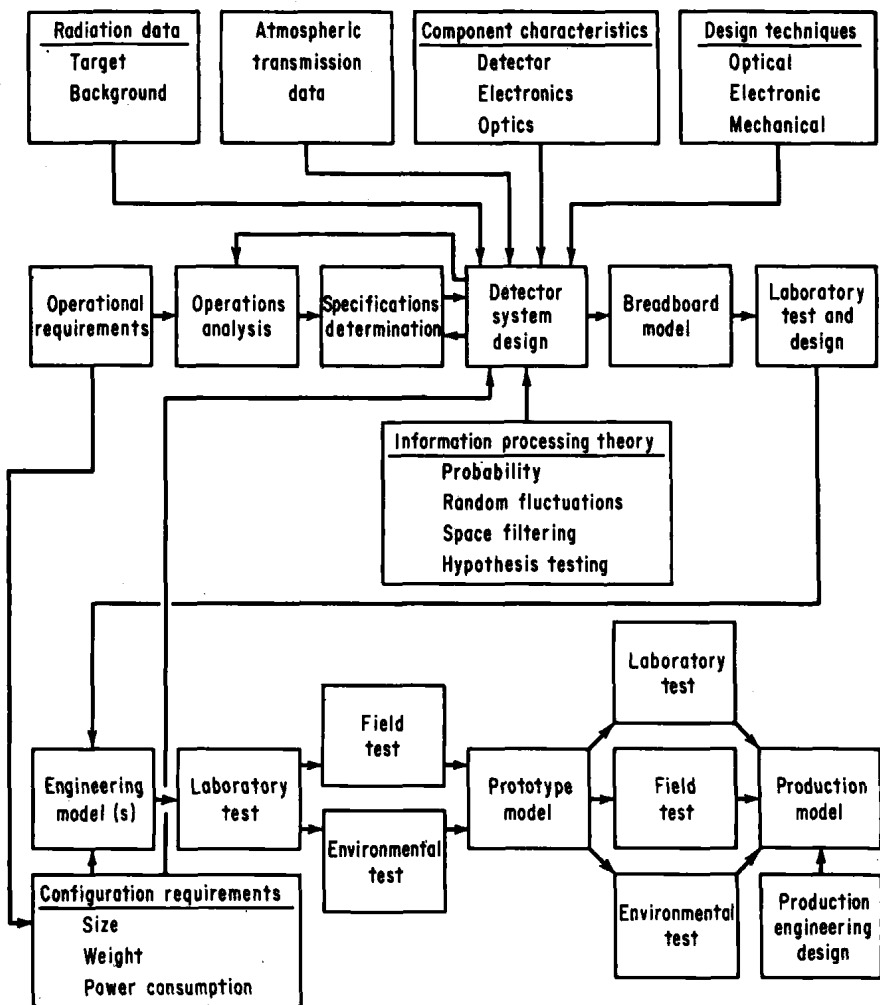 Radiation data
Target
Background
Atmospheric
transmission
data
Component characteristics
Detector
Electronics
Optics
Design techniques
Optical
Electronic
Mechanical
Operational
requirements
Operations
analysis
Specifications
determination
Detector
system
design
Breadboard
model
Laboratory
test and
design
Information processing theory
Probability
Random fluctuations
Space filtering
Hypothesis testing
Engineering
model (s)
Laboratory
test
Field
test
Environmental
test
Prototype
model
Laboratory
test
Field
test
Environmental
test
Production
model
Production
engineering
design
Configuration requirements
Size
Weight
Power consumption